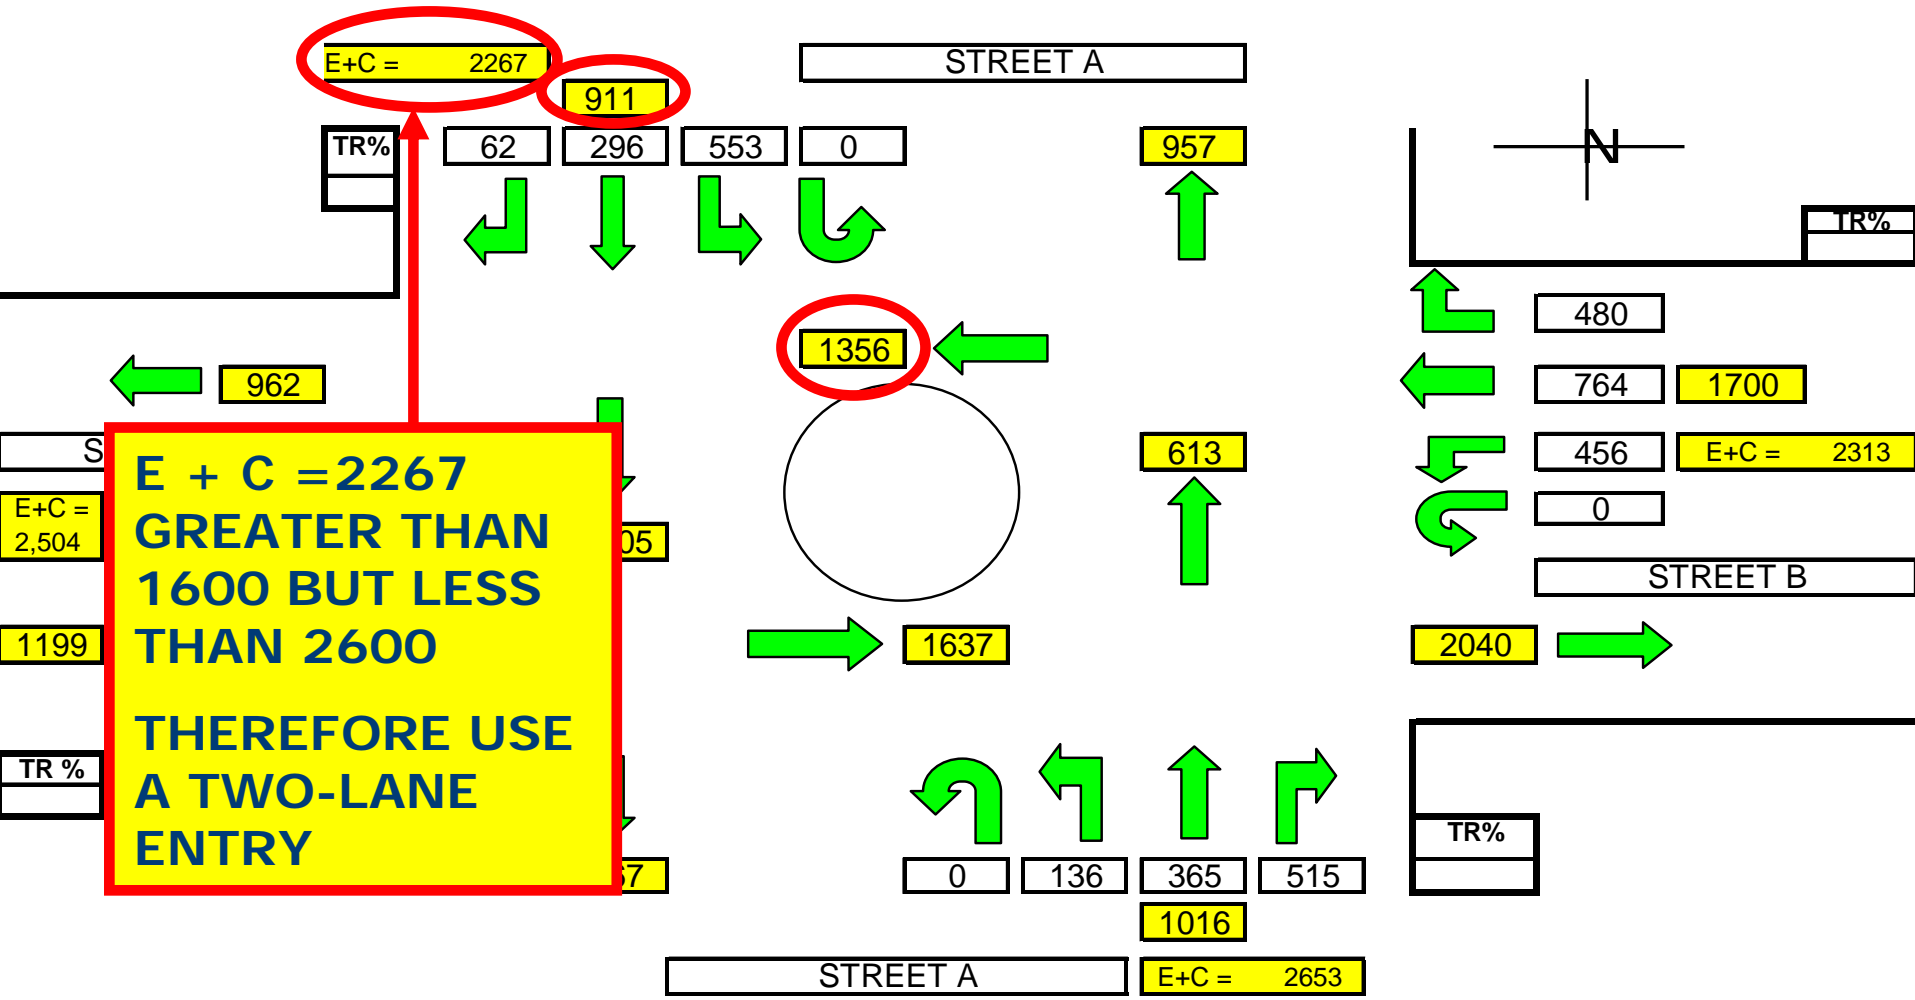 E+C = 2267
STREET A
911
TR%
62 296 553 0
957
N
TR%
480
1356
962
764 1700
613
456 E+C = 2313
E+C =
2,504
0
STREET B
1199
1637
2040
E + C =2267
GREATER THAN
1600 BUT LESS
THAN 2600
THEREFORE USE
A TWO-LANE
ENTRY
TR %
TR%
0 136 365 515
1016
STREET A
E+C = 2653